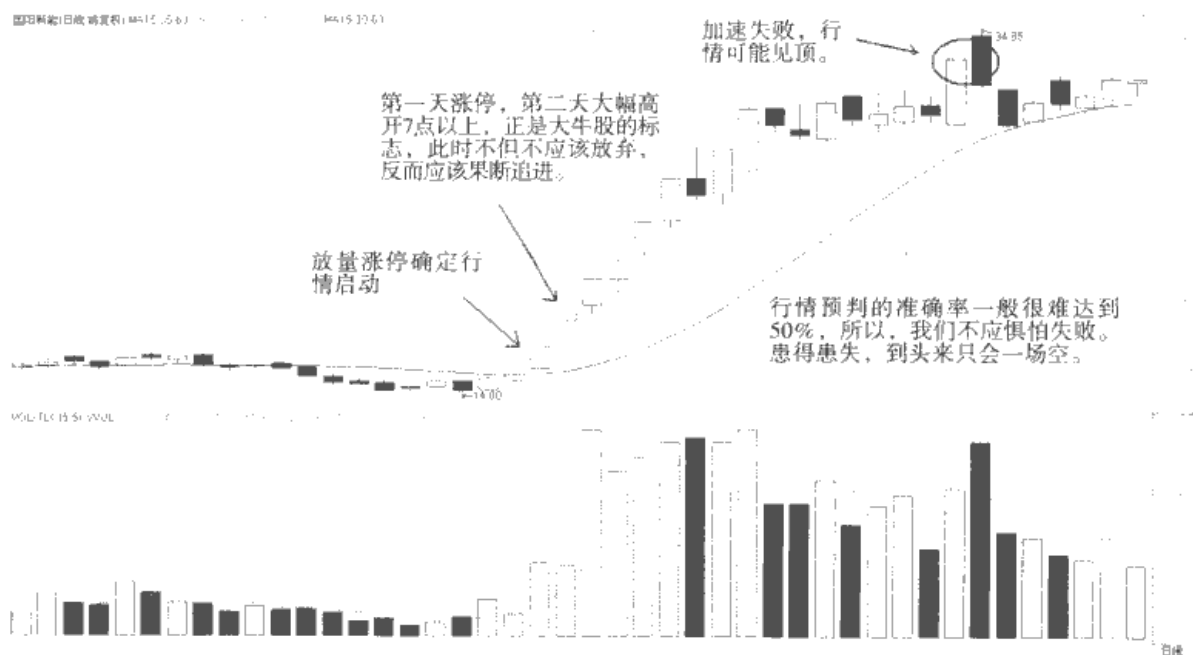 加速失败，行
情可能见顶。
34.85
第一天涨停，第二天大幅高
开7点以上，正是大牛股的标
志，此时不但不应该放弃，
反而应该果断追进。
放量涨停确定行
情启动
行情预判的准确率一般很难达到
50%，所以，我们不应惧怕失败。
患得患失，到头来只会一场空。
日线